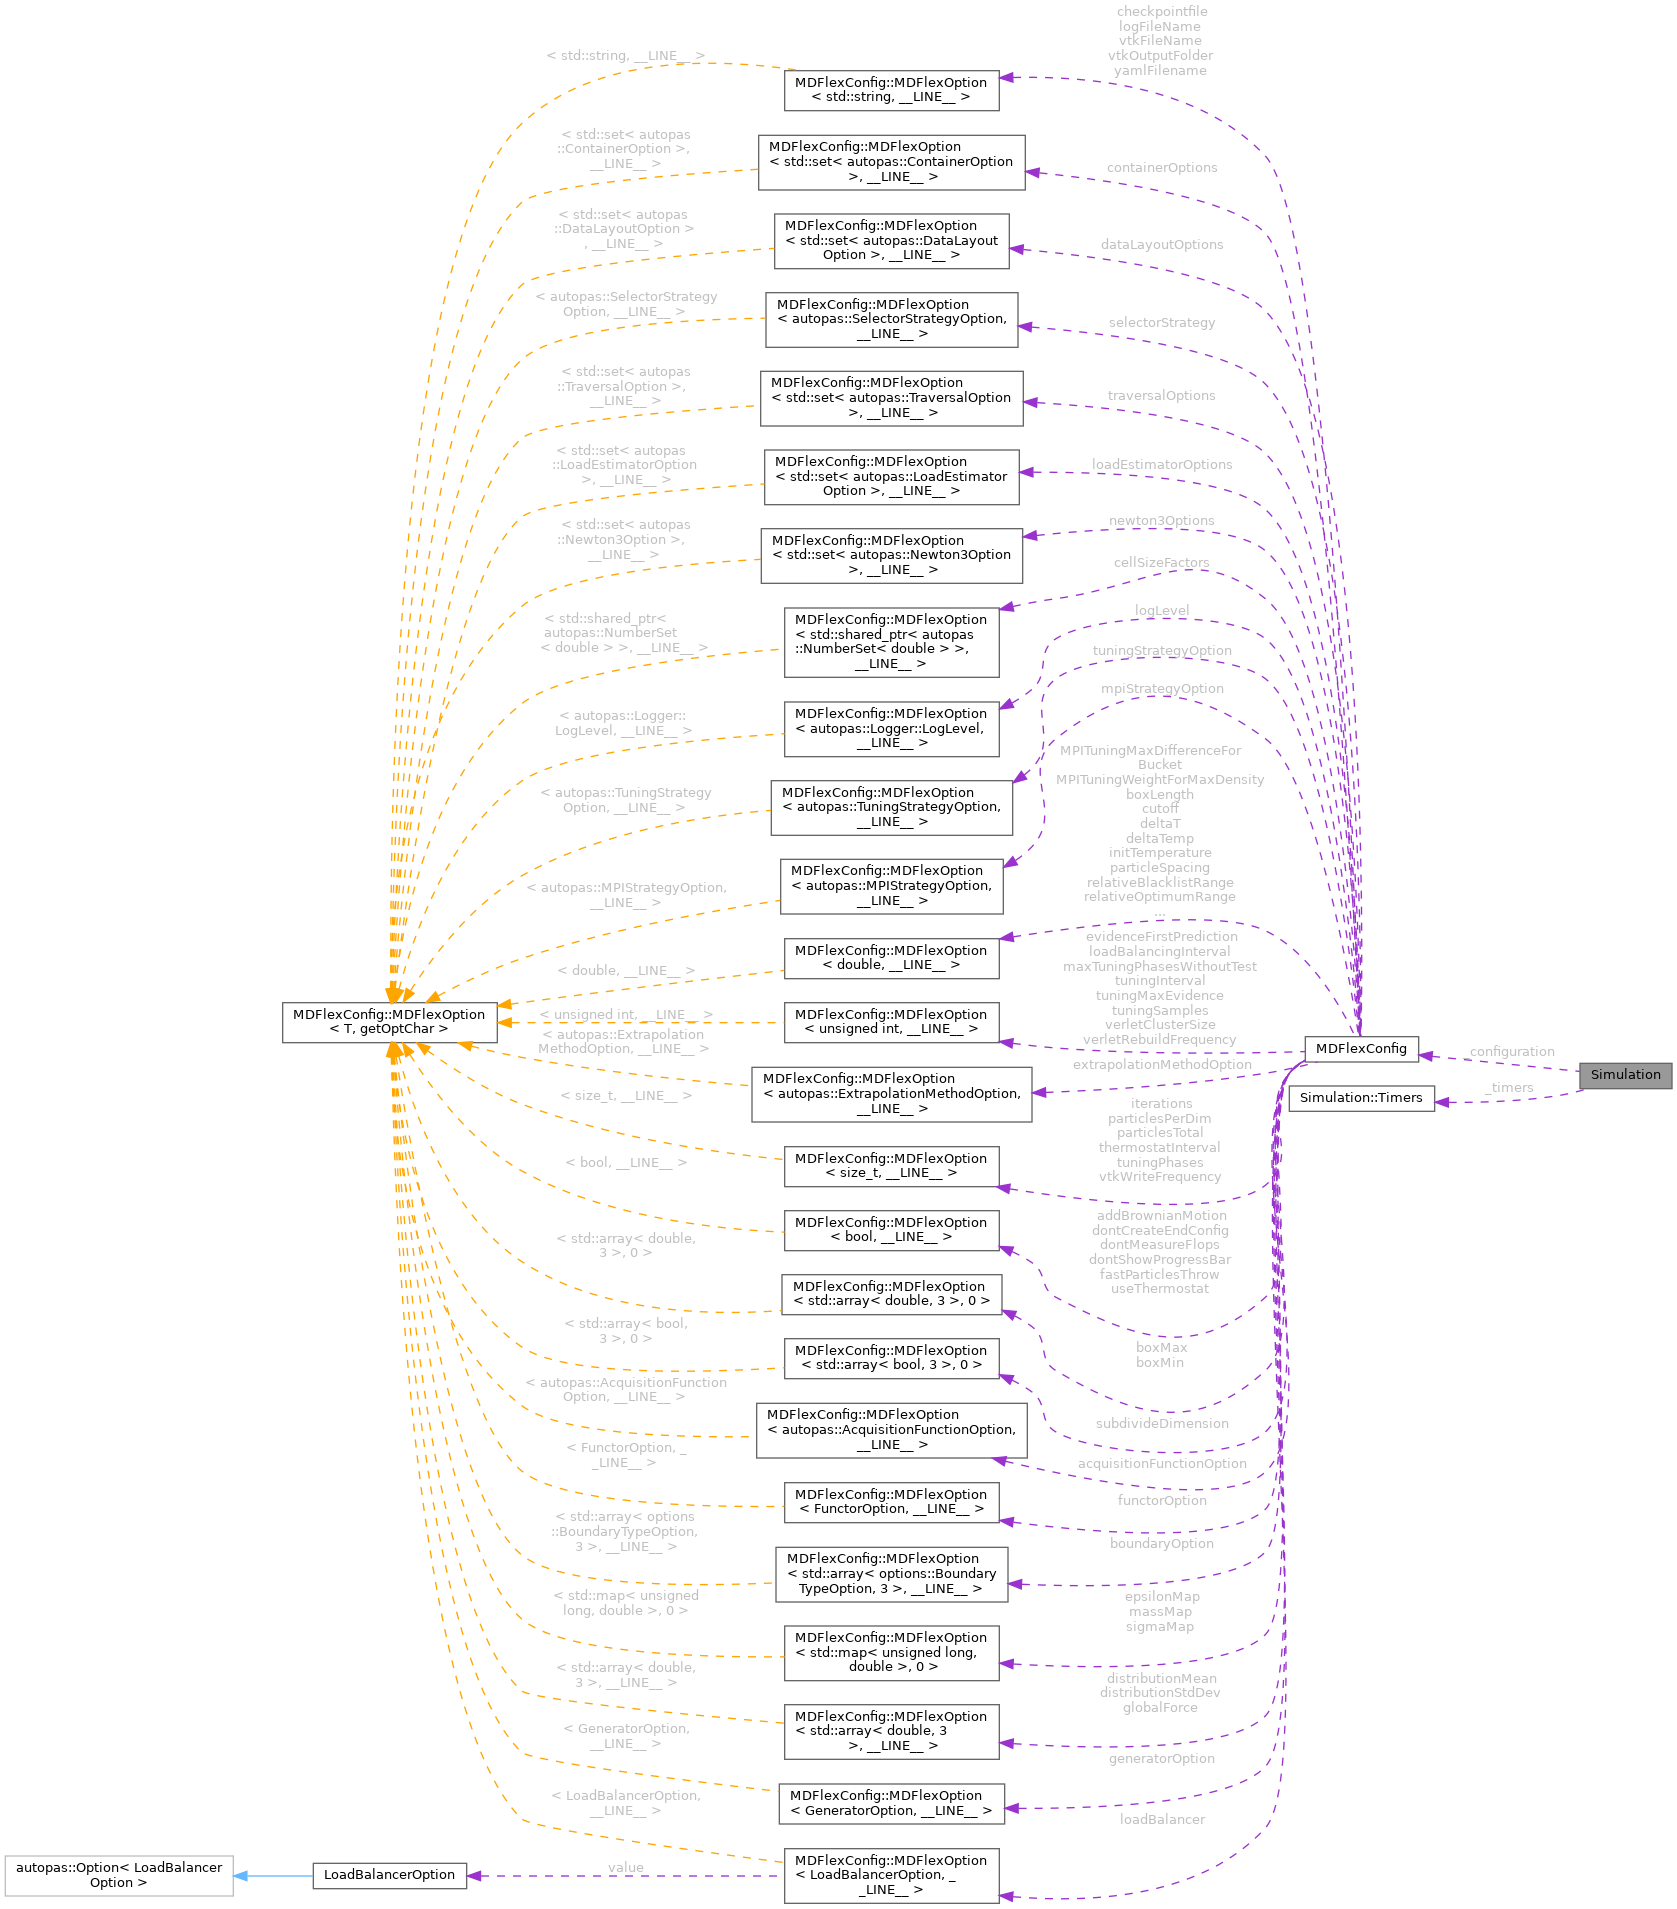 checkpointfile
logFileName
vtkFileName
vtkOutputFolder
yamlFilename
< std::string, __LINE__ >
MDFlexConfig::MDFlexOption
< std::string, __LINE__ >
< std::set< autopas
::ContainerOption >,
__LINE__ >
MDFlexConfig::MDFlexOption
< std::set< autopas::ContainerOption
>, __LINE__ >
containerOptions
< std::set< autopas
::DataLayoutOption >
, __LINE__ >
MDFlexConfig::MDFlexOption
< std::set< autopas::DataLayout
Option >, __LINE__ >
dataLayoutOptions
< autopas::SelectorStrategy
Option, __LINE__ >
MDFlexConfig::MDFlexOption
< autopas::SelectorStrategyOption,
__LINE__ >
selectorStrategy
< std::set< autopas
::TraversalOption >,
__LINE__ >
MDFlexConfig::MDFlexOption
< std::set< autopas::TraversalOption
>, __LINE__ >
traversalOptions
< std::set< autopas
::LoadEstimatorOption
>, __LINE__ >
MDFlexConfig::MDFlexOption
< std::set< autopas::LoadEstimator
Option >, __LINE__ >
loadEstimatorOptions
< std::set< autopas
::Newton3Option >,
__LINE__ >
MDFlexConfig::MDFlexOption
< std::set< autopas::Newton3Option
>, __LINE__ >
newton3Options
cellSizeFactors
< std::shared_ptr<
autopas::NumberSet
< double > >, __LINE__ >
MDFlexConfig::MDFlexOption
< std::shared_ptr< autopas
::NumberSet< double > >,
__LINE__ >
logLevel
tuningStrategyOption
mpiStrategyOption
< autopas::Logger::
LogLevel, __LINE__ >
MDFlexConfig::MDFlexOption
< autopas::Logger::LogLevel,
__LINE__ >
< autopas::TuningStrategy
Option, __LINE__ >
MDFlexConfig::MDFlexOption
< autopas::TuningStrategyOption,
__LINE__ >
MPITuningMaxDifferenceFor
Bucket
MPITuningWeightForMaxDensity
boxLength
cutoff
deltaT
deltaTemp
initTemperature
particleSpacing
relativeBlacklistRange
relativeOptimumRange
...
< autopas::MPIStrategyOption,
__LINE__ >
MDFlexConfig::MDFlexOption
< autopas::MPIStrategyOption,
__LINE__ >
< double, __LINE__ >
MDFlexConfig::MDFlexOption
< double, __LINE__ >
evidenceFirstPrediction
loadBalancingInterval
maxTuningPhasesWithoutTest
tuningInterval
tuningMaxEvidence
tuningSamples
verletClusterSize
verletRebuildFrequency
MDFlexConfig::MDFlexOption
< T, getOptChar >
< unsigned int, __LINE__ >
MDFlexConfig::MDFlexOption
< unsigned int, __LINE__ >
< autopas::Extrapolation
MethodOption, __LINE__ >
MDFlexConfig
_configuration
Simulation
extrapolationMethodOption
MDFlexConfig::MDFlexOption
< autopas::ExtrapolationMethodOption,
__LINE__ >
Simulation::Timers
_timers
< size_t, __LINE__ >
iterations
particlesPerDim
particlesTotal
thermostatInterval
tuningPhases
vtkWriteFrequency
MDFlexConfig::MDFlexOption
< size_t, __LINE__ >
< bool, __LINE__ >
MDFlexConfig::MDFlexOption
< bool, __LINE__ >
addBrownianMotion
dontCreateEndConfig
dontMeasureFlops
dontShowProgressBar
fastParticlesThrow
useThermostat
< std::array< double,
3 >, 0 >
MDFlexConfig::MDFlexOption
< std::array< double, 3 >, 0 >
boxMax
boxMin
< std::array< bool,
3 >, 0 >
MDFlexConfig::MDFlexOption
< std::array< bool, 3 >, 0 >
< autopas::AcquisitionFunction
Option, __LINE__ >
MDFlexConfig::MDFlexOption
< autopas::AcquisitionFunctionOption,
__LINE__ >
subdivideDimension
acquisitionFunctionOption
< FunctorOption, _
_LINE__ >
MDFlexConfig::MDFlexOption
< FunctorOption, __LINE__ >
functorOption
< std::array< options
::BoundaryTypeOption,
3 >, __LINE__ >
boundaryOption
MDFlexConfig::MDFlexOption
< std::array< options::Boundary
TypeOption, 3 >, __LINE__ >
< std::map< unsigned
long, double >, 0 >
epsilonMap
massMap
sigmaMap
MDFlexConfig::MDFlexOption
< std::map< unsigned long,
double >, 0 >
< std::array< double,
3 >, __LINE__ >
distributionMean
distributionStdDev
globalForce
MDFlexConfig::MDFlexOption
< std::array< double, 3
>, __LINE__ >
< GeneratorOption,
__LINE__ >
generatorOption
MDFlexConfig::MDFlexOption
< GeneratorOption, __LINE__ >
< LoadBalancerOption,
__LINE__ >
loadBalancer
autopas::Option< LoadBalancer
Option >
LoadBalancerOption
value
MDFlexConfig::MDFlexOption
< LoadBalancerOption, _
_LINE__ >